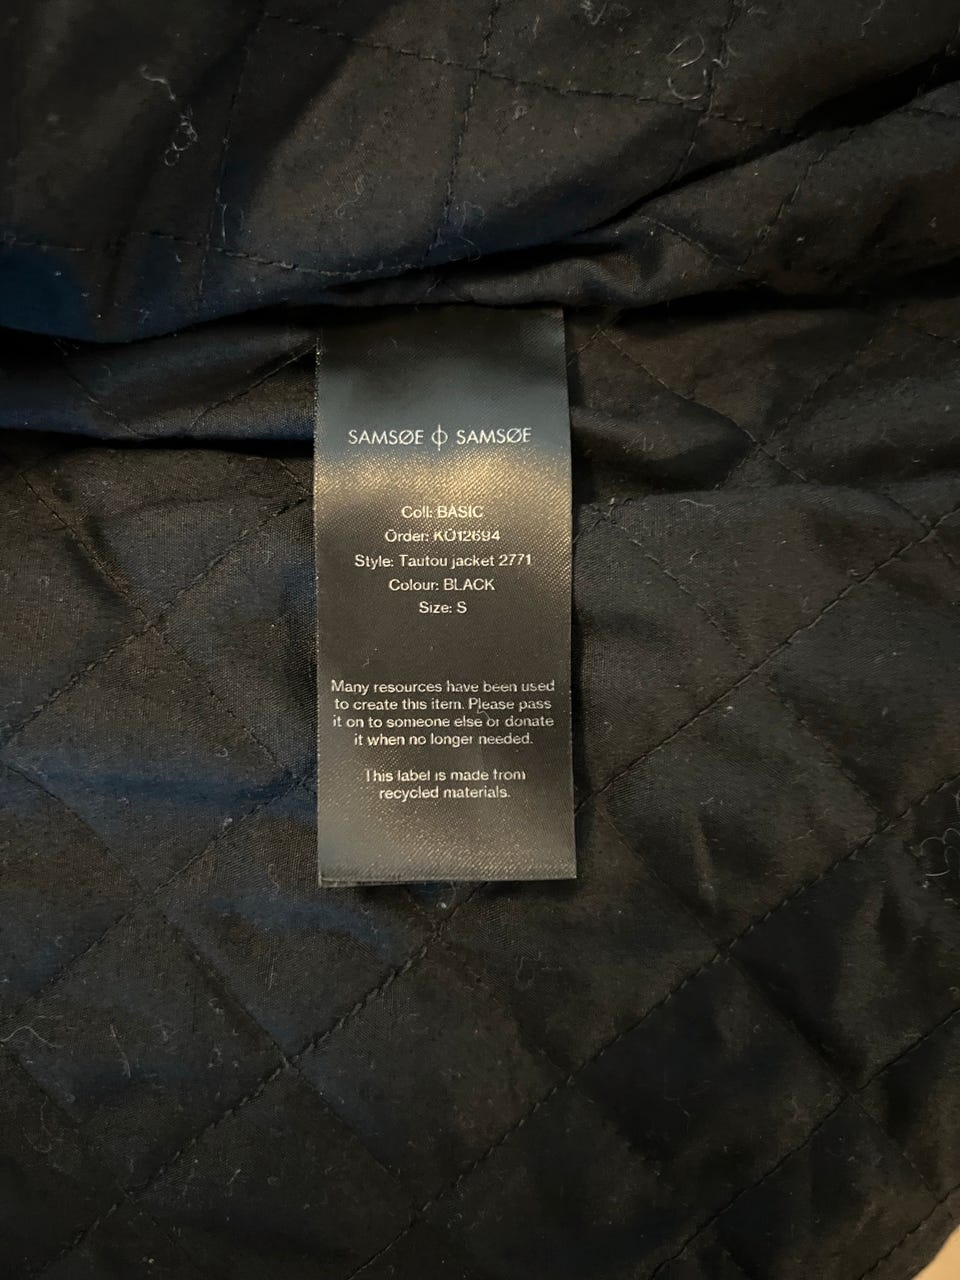 SAMSØE ϕ SAMSØE
Coll: BASIC
Order: KO12694
Style: Tautou jacket 2771
Colour: BLACK
Size: S
Many resources have been used
to create this item. Please pass
it on to someone else or donate
it when no longer needed.
This label is made from
recycled materials.